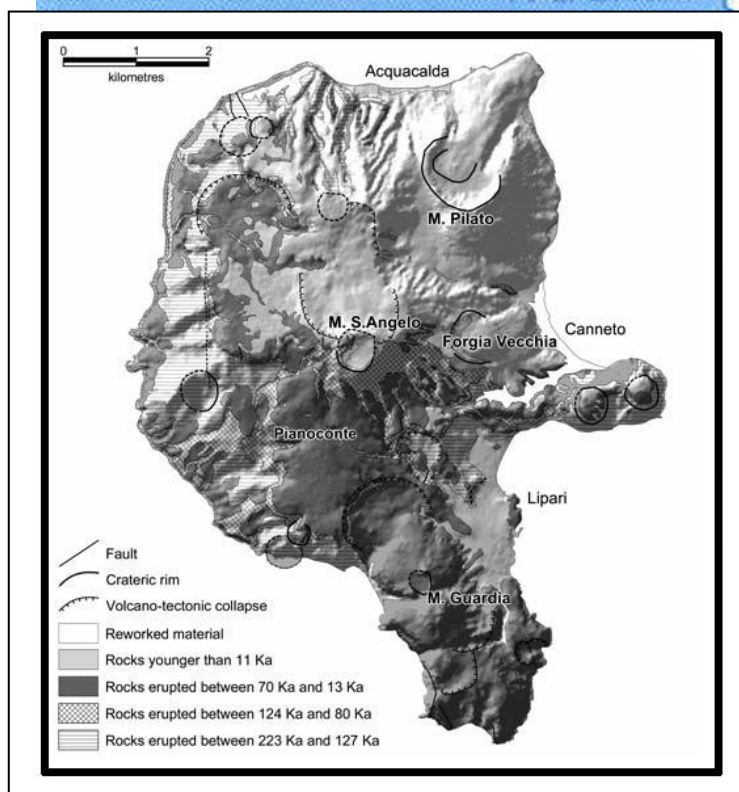 0 1 2
kilometres
Acquacalda
M. Pilato
M. S.Angelo
Forgia Vecchia
Canneto
Pianoconte
Lipari
M. Guardia
Fault
Crateric rim
Volcano-tectonic collapse
Reworked material
Rocks younger than 11 Ka
Rocks erupted between 70 Ka and 13 Ka
Rocks erupted between 124 Ka and 80 Ka
Rocks erupted between 223 Ka and 127 Ka